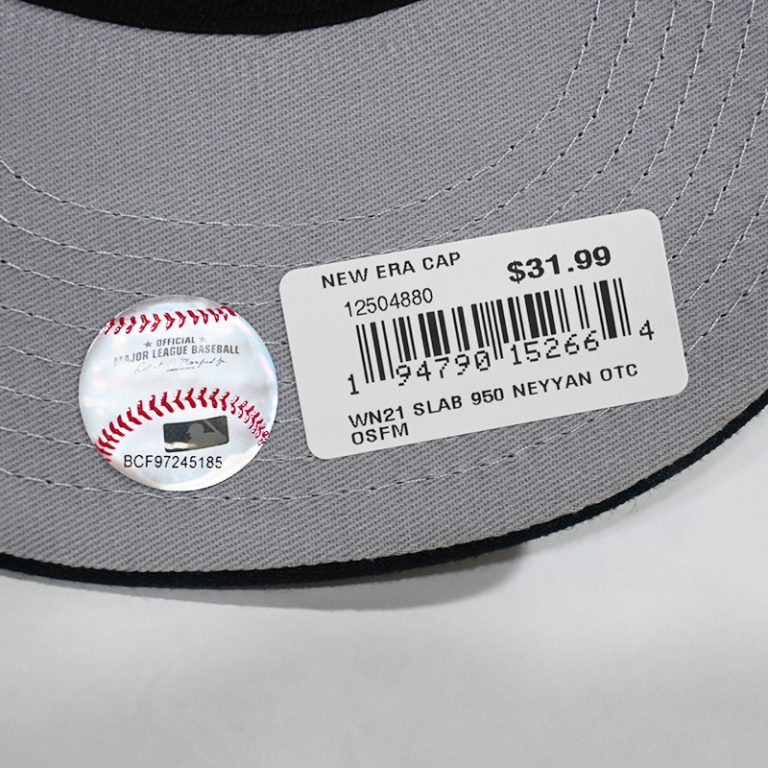 NEW ERA CAP $31.99
12504880
1 94790 15266 4
WN21 SLAB 950 NEYYAN OTC
OSFM
★ OFFICIAL ★
MAJOR LEAGUE BASEBALL
BCF97245185